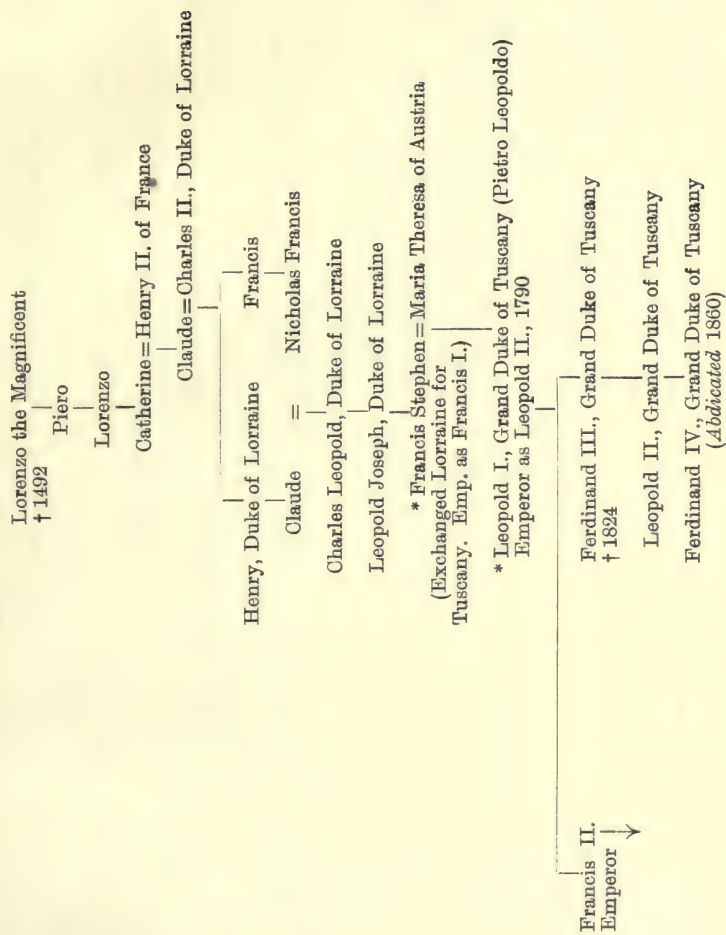 Lorenzo the Magnificent
† 1492
Piero
Lorenzo
Catherine=Henry II. of France
Claude=Charles II., Duke of Lorraine
Henry, Duke of Lorraine Francis
Claude = Nicholas Francis
Charles Leopold, Duke of Lorraine
Leopold Joseph, Duke of Lorraine
* Francis Stephen=Maria Theresa of Austria
(Exchanged Lorraine for
Tuscany. Emp. as Francis I.)
* Leopold I., Grand Duke of Tuscany (Pietro Leopoldo)
Emperor as Leopold II., 1790
Francis II.
Emperor
Ferdinand III., Grand Duke of Tuscany
† 1824
Leopold II., Grand Duke of Tuscany
Ferdinand IV., Grand Duke of Tuscany
(Abdicated 1860)